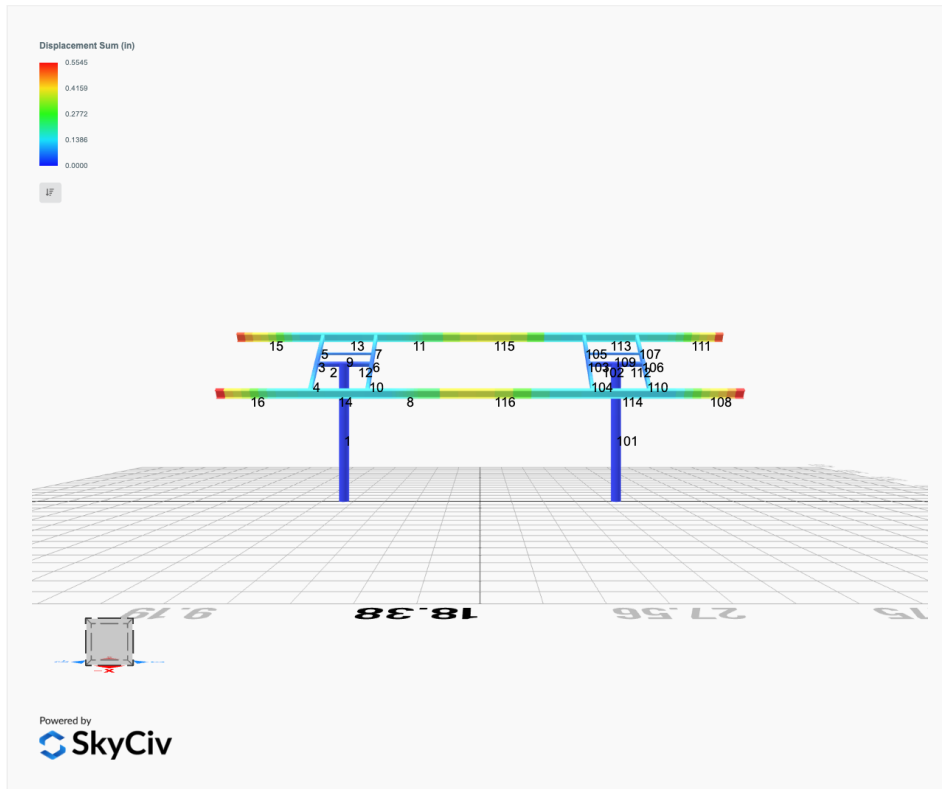 Displacement Sum (in)
0.5545
0.4159
0.2772
0.1386
0.0000
15 13 11 115 113 111
5 7 105 107
3 9 6 103 109 106
2 12 102 112
4 10 104 110
16 14 8 116 114 108
1 101
9.19 18.38 27.56
-X
Powered by
SkyCiv